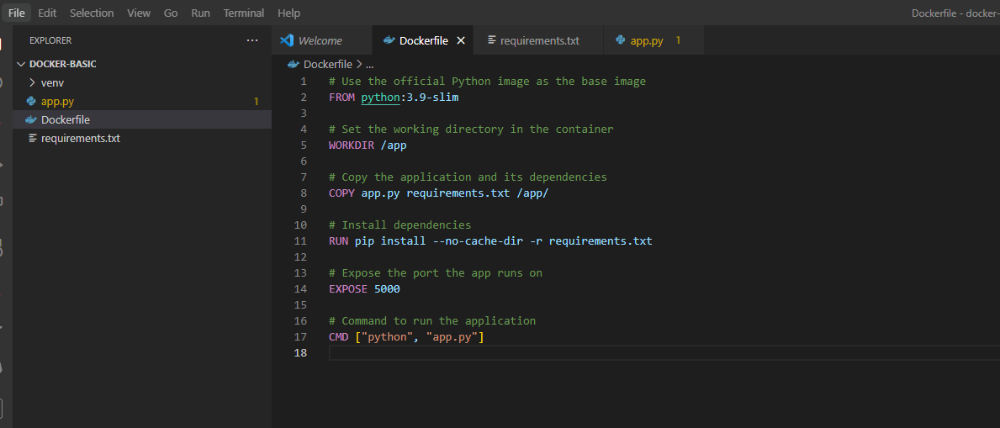 File Edit Selection View Go Run Terminal Help Dockerfile - docker-
EXPLORER ...
Welcome Dockerfile requirements.txt app.py 1
DOCKER-BASIC
venv
app.py 1
Dockerfile
requirements.txt
Dockerfile > ...
1 # Use the official Python image as the base image
2 FROM python:3.9-slim
3
4 # Set the working directory in the container
5 WORKDIR /app
6
7 # Copy the application and its dependencies
8 COPY app.py requirements.txt /app/
9
10 # Install dependencies
11 RUN pip install --no-cache-dir -r requirements.txt
12
13 # Expose the port the app runs on
14 EXPOSE 5000
15
16 # Command to run the application
17 CMD ["python", "app.py"]
18